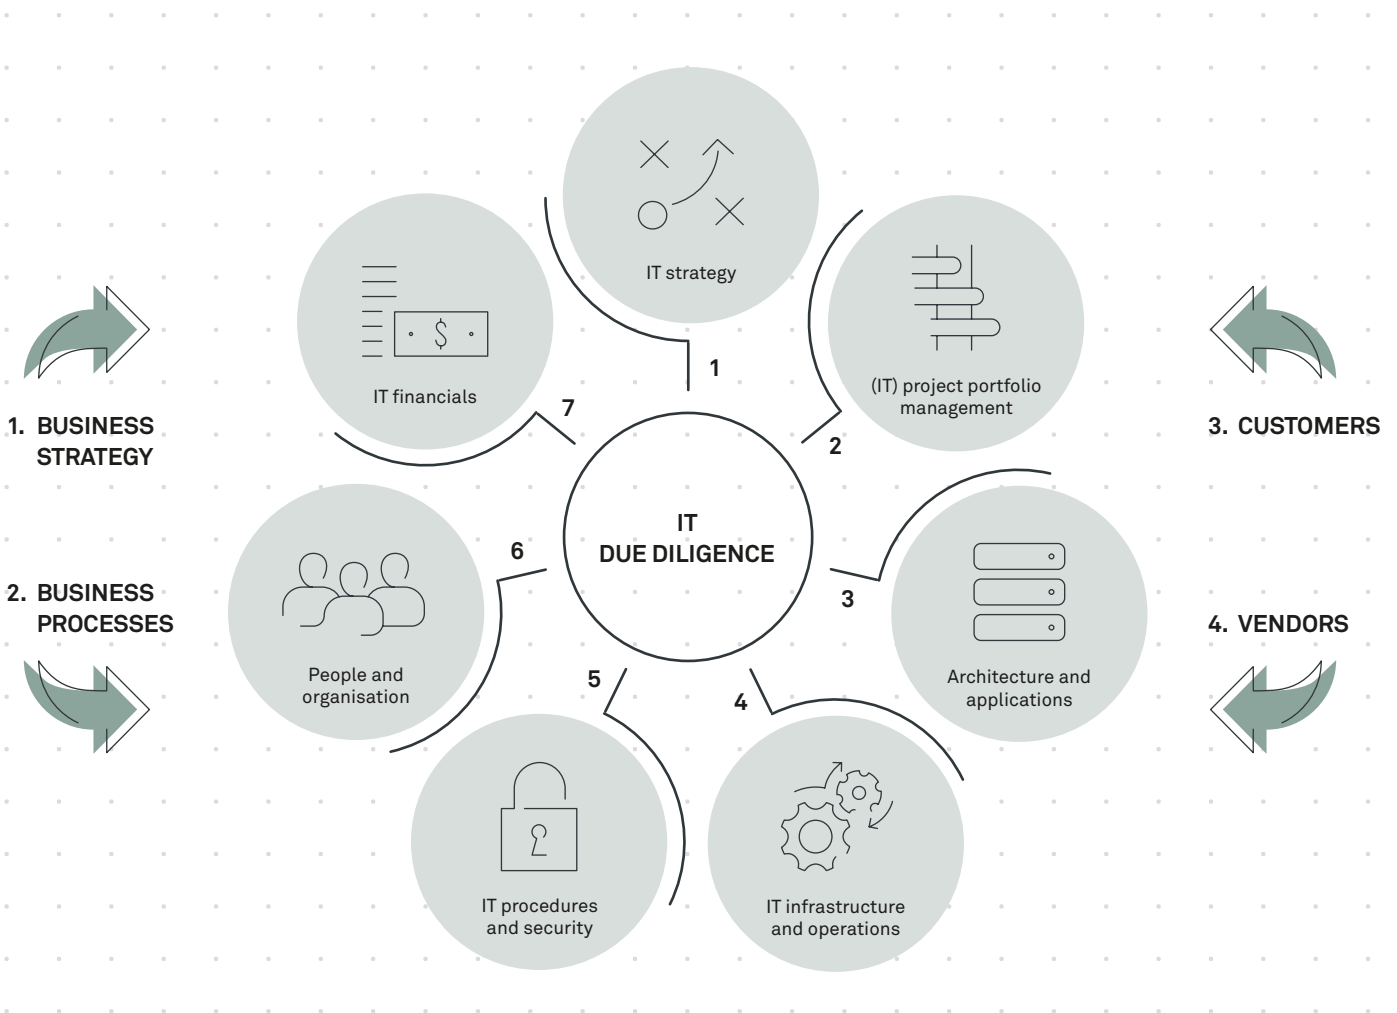 IT strategy
1
(IT) project portfolio
management
2
Architecture and
applications
3
IT infrastructure
and operations
4
IT procedures
and security
5
People and
organisation
6
IT financials
$
7
IT
DUE DILIGENCE
1. BUSINESS
STRATEGY
2. BUSINESS
PROCESSES
3. CUSTOMERS
4. VENDORS